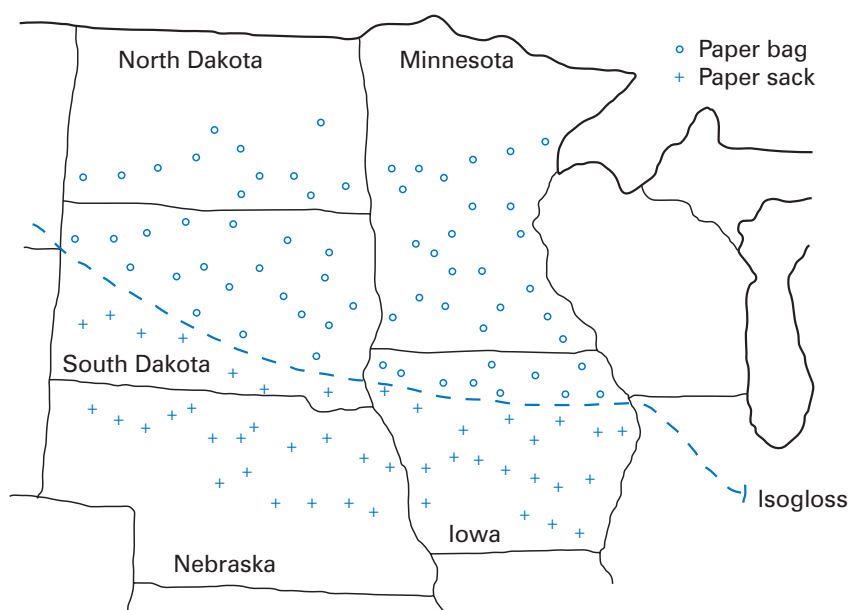 North Dakota
Minnesota
Paper bag
Paper sack
South Dakota
Isogloss
Iowa
Nebraska